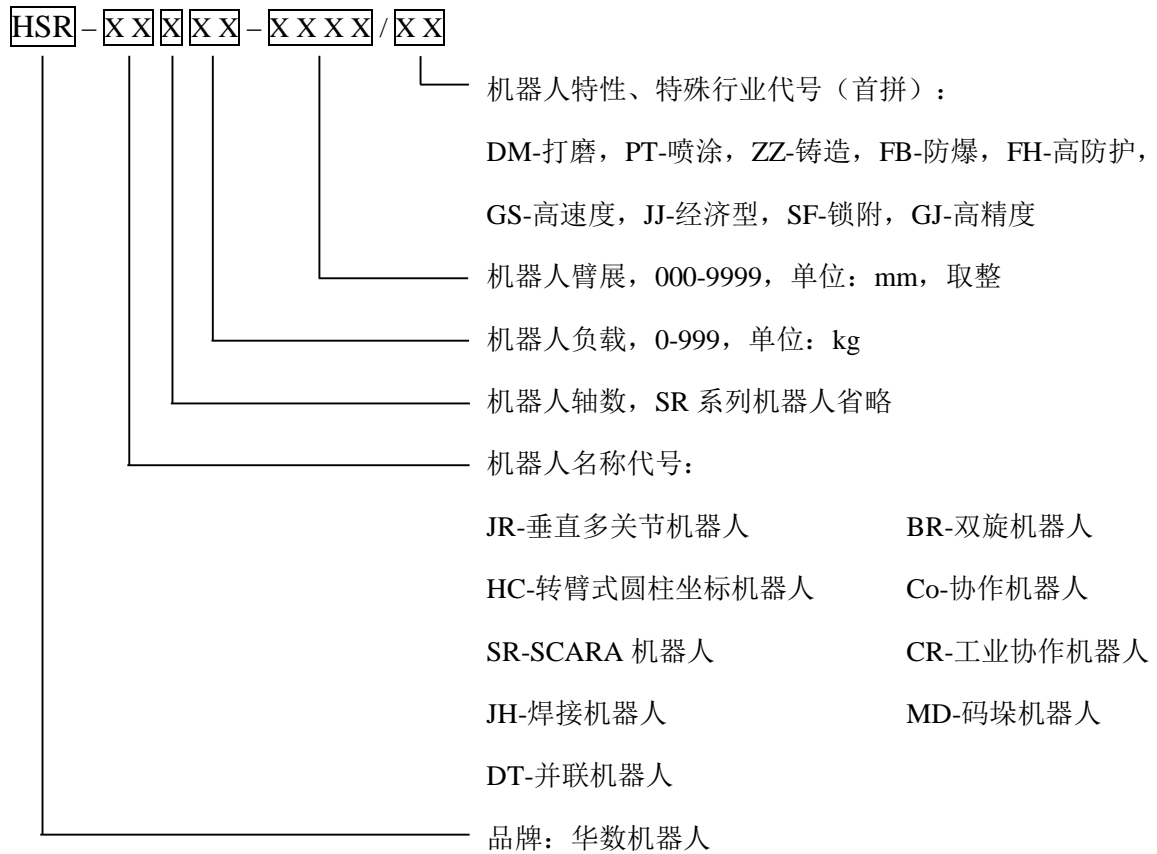 HSR – X X X X X – X X X X / X X
机器人特性、特殊行业代号（首拼）：
DM-打磨，PT-喷涂，ZZ-铸造，FB-防爆，FH-高防护，
GS-高速度，JJ-经济型，SF-锁附，GJ-高精度
机器人臂展，000-9999，单位：mm，取整
机器人负载，0-999，单位：kg
机器人轴数，SR 系列机器人省略
机器人名称代号：
JR-垂直多关节机器人 BR-双旋机器人
HC-转臂式圆柱坐标机器人 Co-协作机器人
SR-SCARA 机器人 CR-工业协作机器人
JH-焊接机器人 MD-码垛机器人
DT-并联机器人
品牌：华数机器人